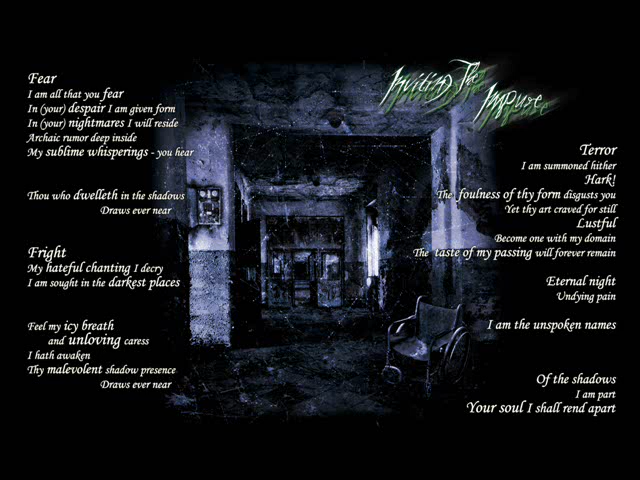 Inviting The Impure
Fear
I am all that you fear
In (your) despair I am given form
In (your) nightmares I will reside
Archaic rumor deep inside
My sublime whisperings - you hear
Thou who dwelleth in the shadows
Draws ever near
Fright
My hateful chanting I decry
I am sought in the darkest places
Feel my icy breath
and unloving caress
I hath awaken
Thy malevolent shadow presence
Draws ever near
Terror
I am summoned hither
Hark!
The foulness of thy form disgusts you
Yet thy art craved for still
Lustful
Become one with my domain
The taste of my passing will forever remain
Eternal night
Undying pain
I am the unspoken names
Of the shadows
I am part
Your soul I shall rend apart